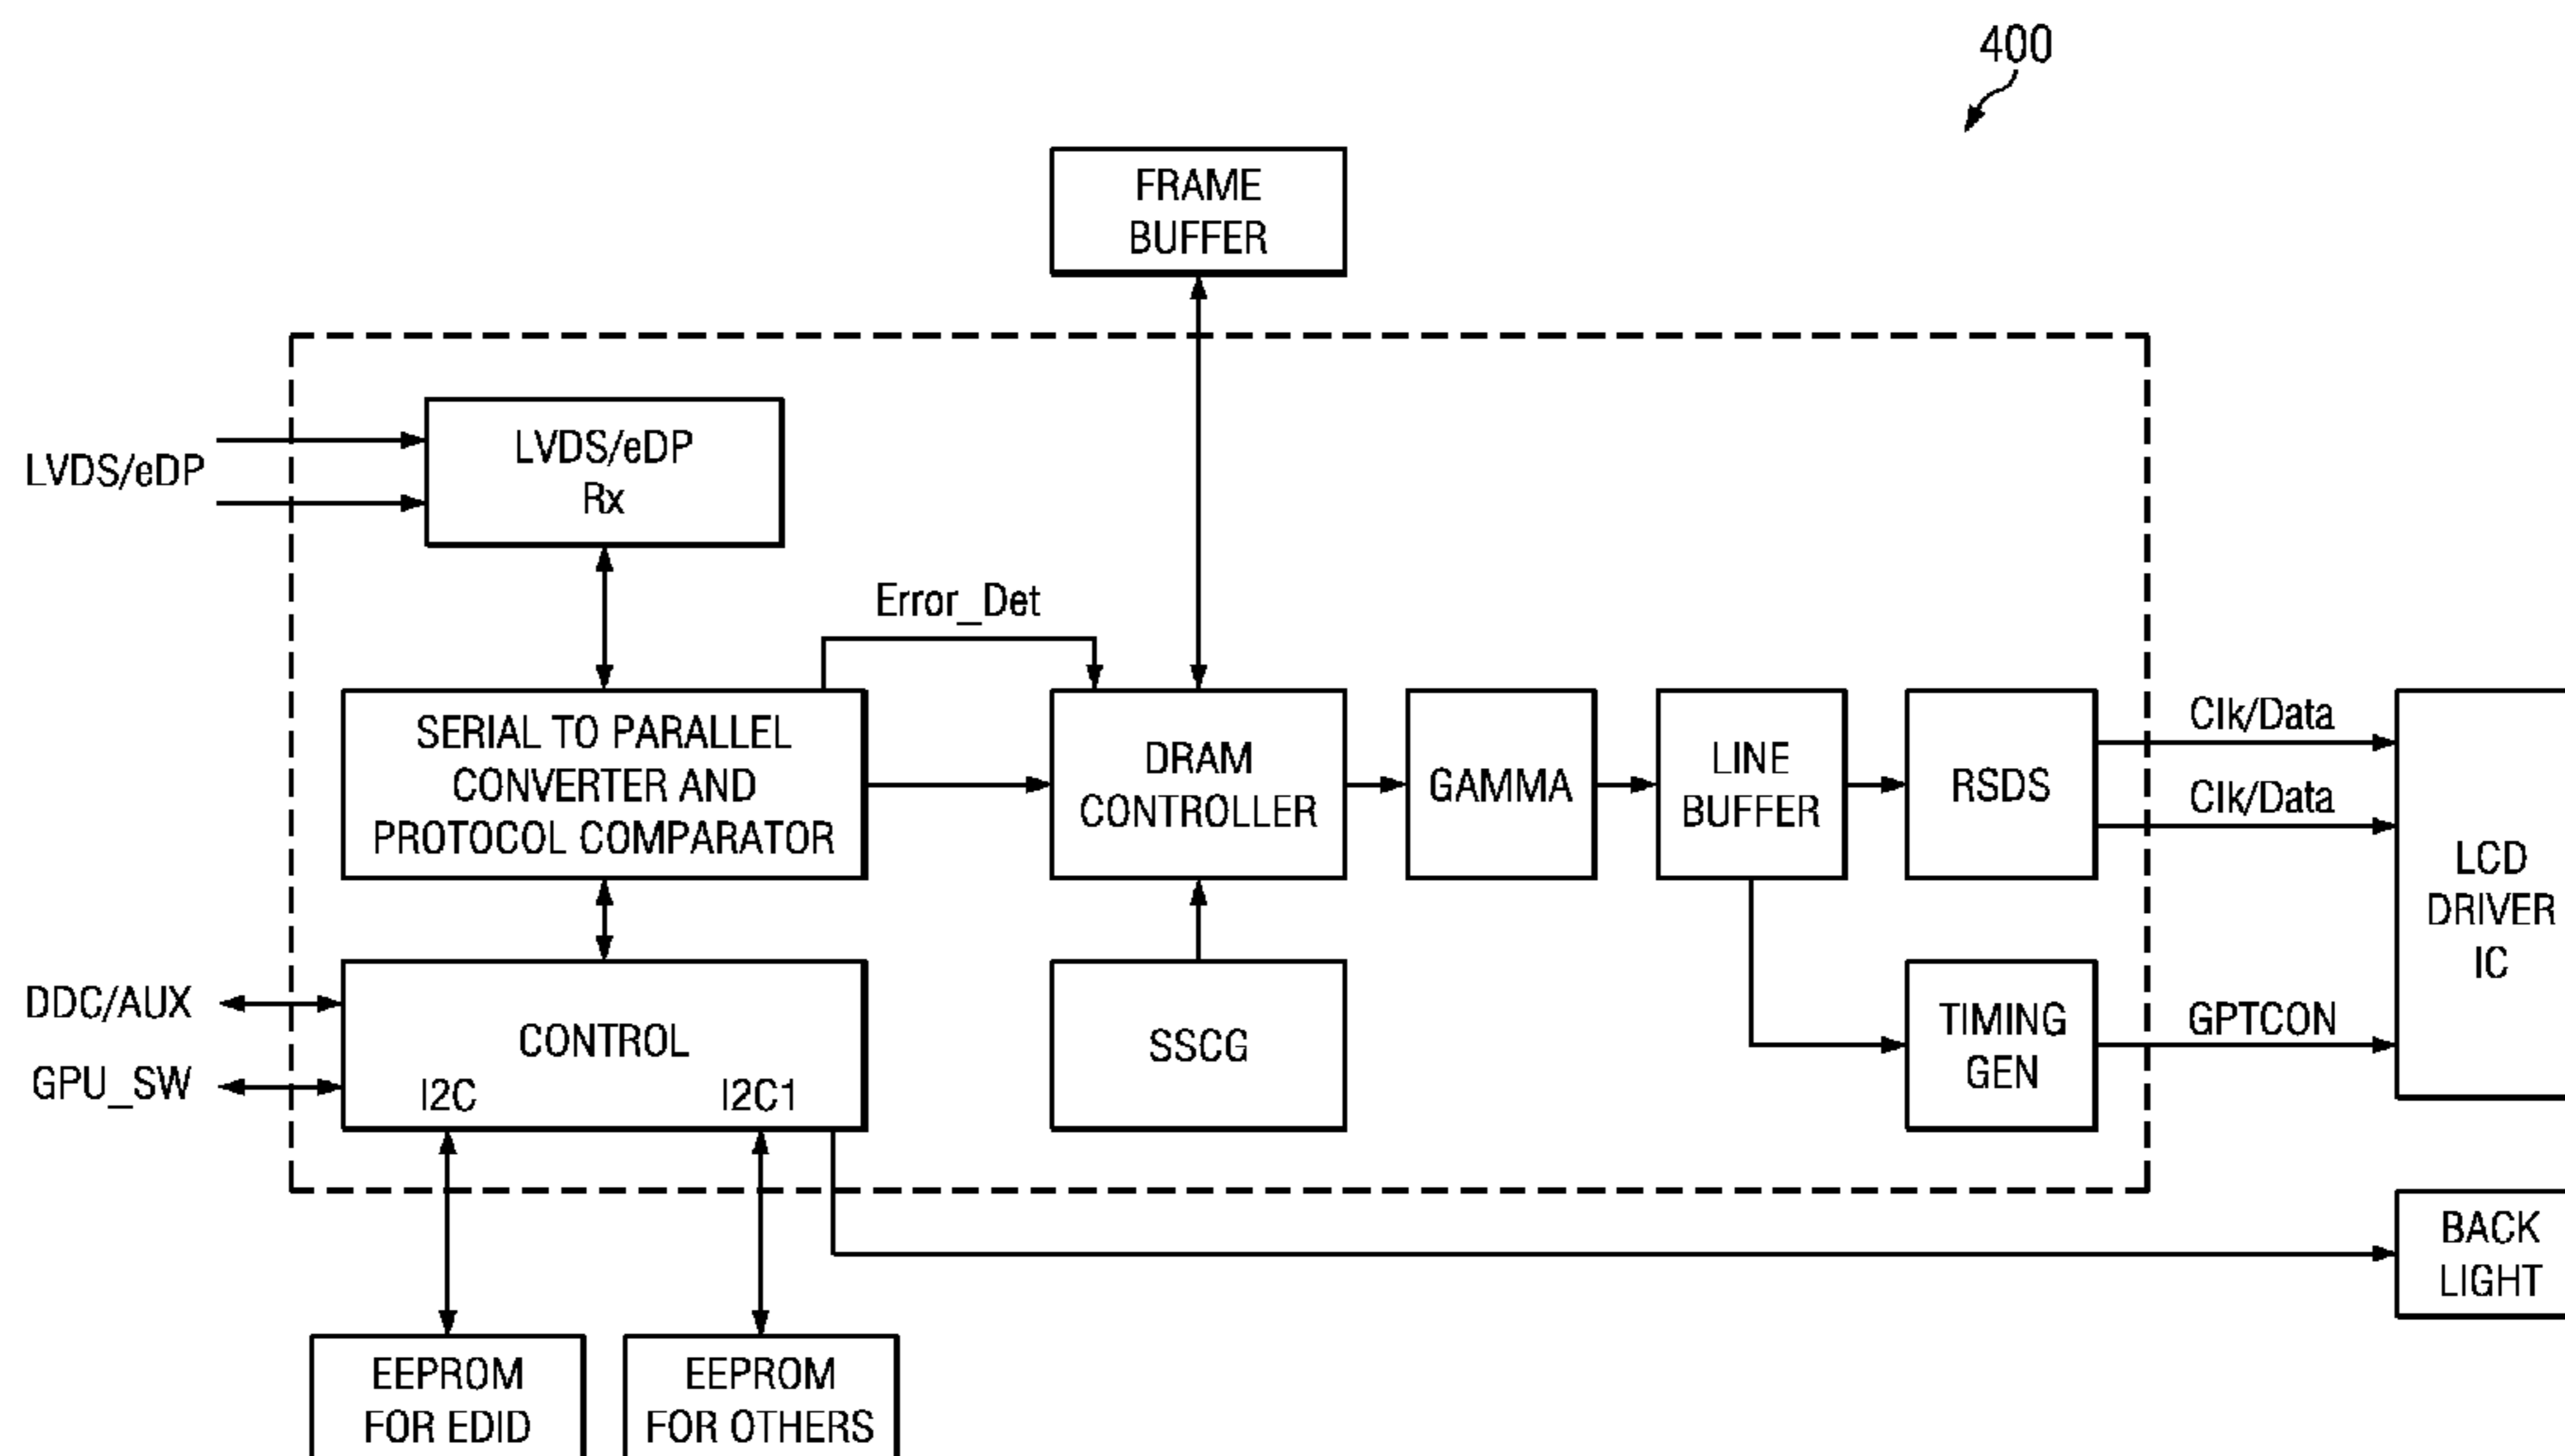 400
FRAME
BUFFER
LVDS/eDP
LVDS/eDP
Rx
Error_Det
SERIAL TO PARALLEL
CONVERTER AND
PROTOCOL COMPARATOR
DRAM
CONTROLLER
GAMMA
LINE
BUFFER
RSDS
Clk/Data
Clk/Data
LCD
DRIVER
IC
DDC/AUX
GPU_SW
CONTROL
I2C
I2C1
SSCG
TIMING
GEN
GPTCON
BACK
LIGHT
EEPROM
FOR EDID
EEPROM
FOR OTHERS